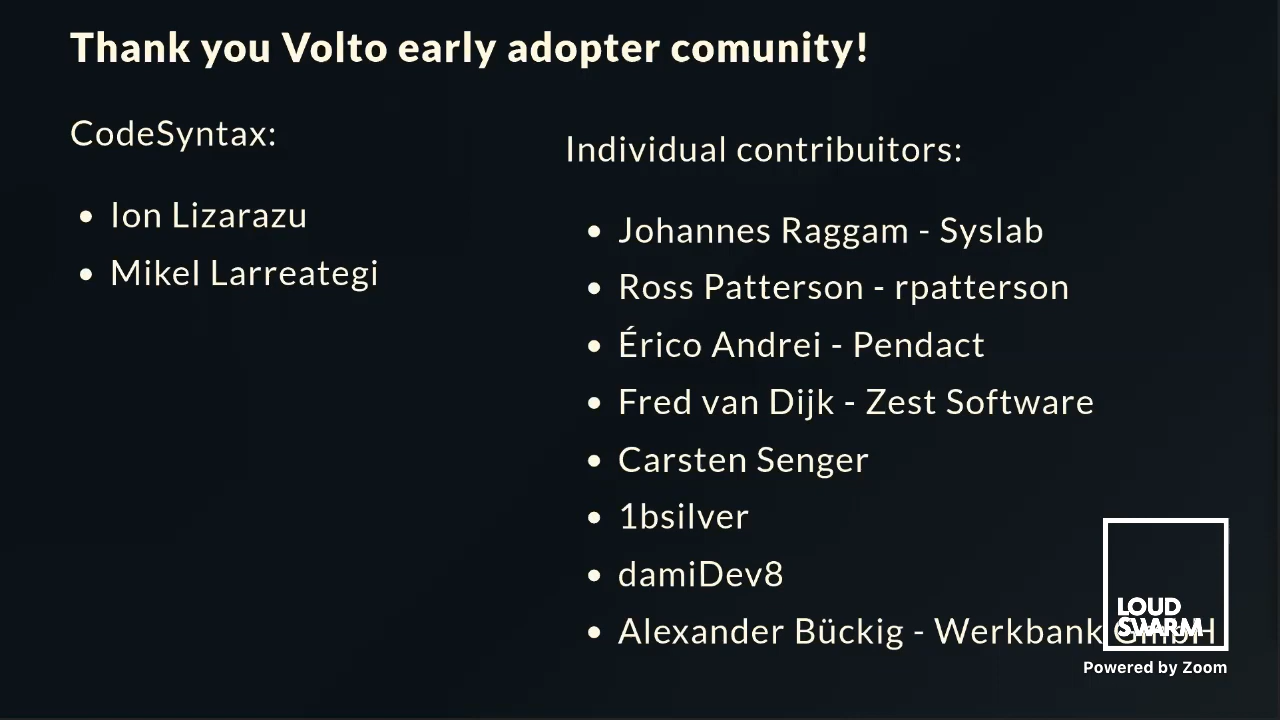 Thank you Volto early adopter comunity!
CodeSyntax:
• Ion Lizarazu
• Mikel Larreategi
Individual contribuitors:
• Johannes Raggam - Syslab
• Ross Patterson - rpatterson
• Érico Andrei - Pendact
• Fred van Dijk - Zest Software
• Carsten Senger
• 1bsilver
• damiDev8
• Alexander Bückig - Werkbank GmbH
LOUD
SWARM
Powered by Zoom